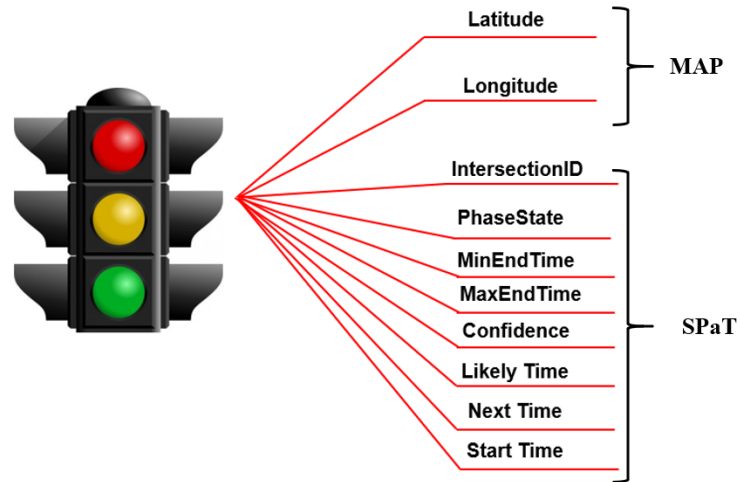 Latitude
Longitude
MAP
IntersectionID
PhaseState
MinEndTime
MaxEndTime
Confidence
Likely Time
Next Time
Start Time
SPaT